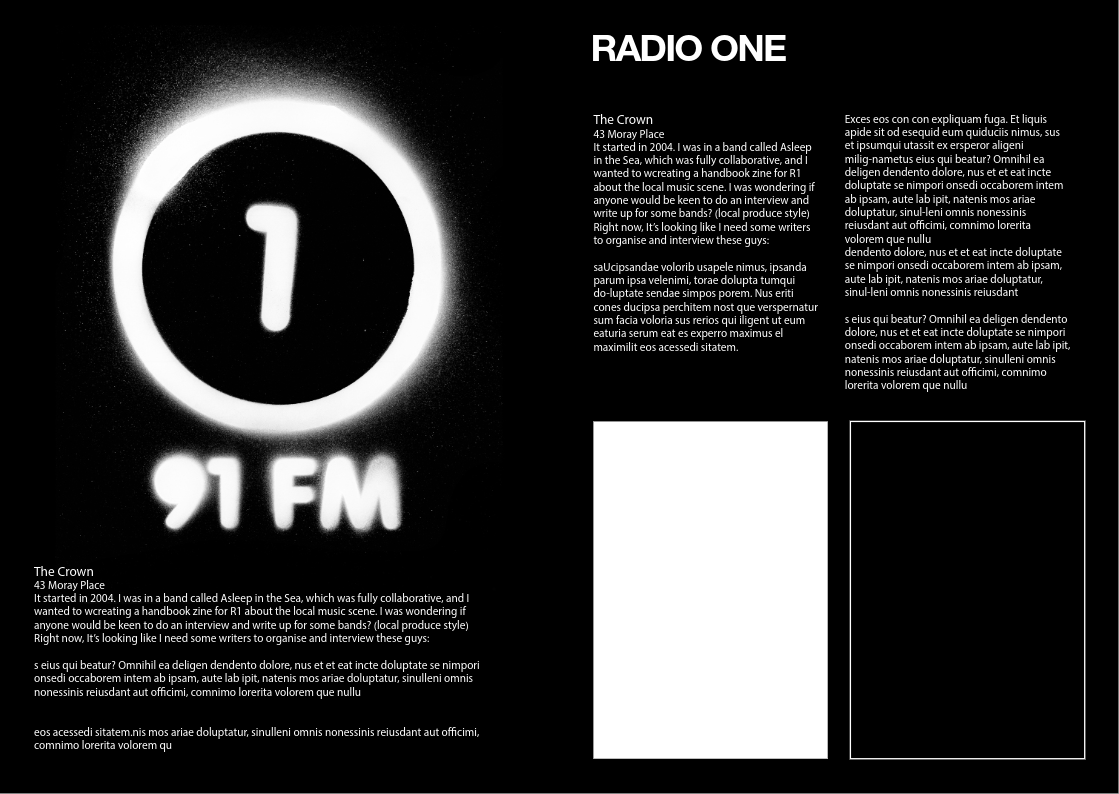 1
91 FM
The Crown
43 Moray Place
It started in 2004. I was in a band called Asleep in the Sea, which was fully collaborative, and I
wanted to wcreating a handbook zine for R1 about the local music scene. I was wondering if
anyone would be keen to do an interview and write up for some bands? (local produce style)
Right now, It's looking like I need some writers to organise and interview these guys:
s eius qui beatur? Omnihil ea deligen dendento dolore, nus et et eat incte doluptate se nimpori
onsedi occaborem intem ab ipsam, aute lab ipit, natenis mos ariae doluptatur, sinulleni omnis
nonessinis reiusdant aut officimi, comnimo lorerita volorem que nullu
eos acessedi sitatem.nis mos ariae doluptatur, sinulleni omnis nonessinis reiusdant aut officimi,
comnimo lorerita volorem qu
RADIO ONE
The Crown
43 Moray Place
It started in 2004. I was in a band called Asleep
in the Sea, which was fully collaborative, and I
wanted to wcreating a handbook zine for R1
about the local music scene. I was wondering if
anyone would be keen to do an interview and
write up for some bands? (local produce style)
Right now, It's looking like I need some writers
to organise and interview these guys:
saUcipsandae volorib usapele nimus, ipsanda
parum ipsa velenimi, torae dolupta tumqui
do-luptate sendae simpos porem. Nus eriti
cones ducipsa perchitem nost que verspernatur
sum facia voloria sus rerios qui iligent ut eum
eaturia serum eat es experro maximus el
maximilit eos acessedi sitatem.
Exces eos con con expliquam fuga. Et liquis
apide sit od esequid eum quiduciis nimus, sus
et ipsumqui utassit ex ersperor aligeni
milig-nametus eius qui beatur? Omnihil ea
deligen dendento dolore, nus et et eat incte
doluptate se nimpori onsedi occaborem intem
ab ipsam, aute lab ipit, natenis mos ariae
doluptatur, sinul-leni omnis nonessinis
reiusdant aut officimi, comnimo lorerita
volorem que nullu
dendento dolore, nus et et eat incte doluptate
se nimpori onsedi occaborem intem ab ipsam,
aute lab ipit, natenis mos ariae doluptatur,
sinul-leni omnis nonessinis reiusdant
s eius qui beatur? Omnihil ea deligen dendento
dolore, nus et et eat incte doluptate se nimpori
onsedi occaborem intem ab ipsam, aute lab ipit,
natenis mos ariae doluptatur, sinulleni omnis
nonessinis reiusdant aut officimi, comnimo
lorerita volorem que nullu